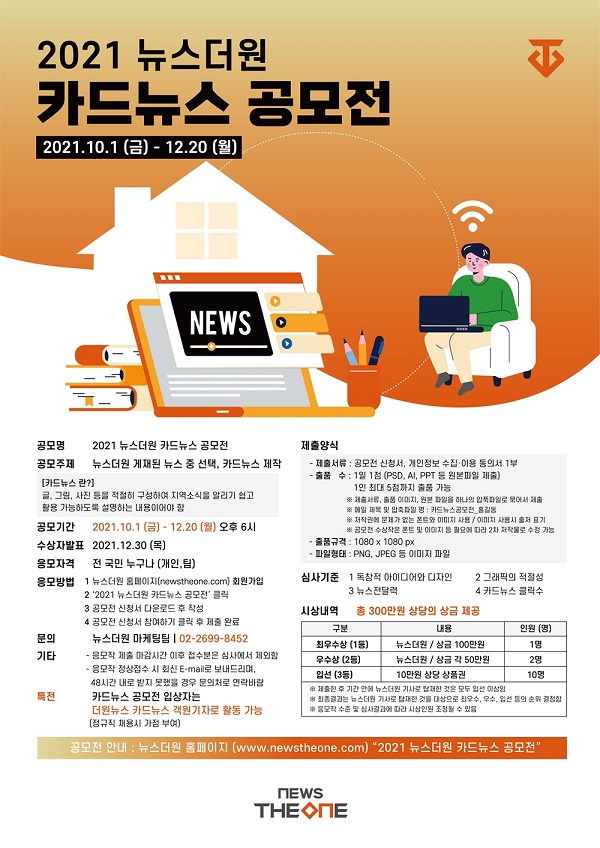 2021 뉴스더원
카드뉴스 공모전
2021.10.1 (금) - 12.20 (월)
NEWS
공모명 2021 뉴스더원 카드뉴스 공모전
공모주제 뉴스더원 게재된 뉴스 중 선택, 카드뉴스 제작
[카드뉴스 란?]
글, 그림, 사진 등을 적절히 구성하여 지역소식을 알리기 쉽고
활용 가능하도록 설명하는 내용이어야 함
공모기간 2021.10.1 (금) - 12.20 (월) 오후 6시
수상자발표 2021.12.30 (목)
응모자격 전 국민 누구나 (개인,팀)
응모방법 1 뉴스더원 홈페이지(newstheone.com) 회원가입
2 ‘2021 뉴스더원 카드뉴스 공모전’ 클릭
3 공모전 신청서 다운로드 후 작성
4 공모전 신청서 참여하기 클릭 후 제출 완료
문의 뉴스더원 마케팅팀 | 02-2699-8452
기타 - 응모작 제출 마감시간 이후 접수분은 심사에서 제외함
- 응모작 정상접수 시 회신 E-mail로 보내드리며,
48시간 내로 받지 못했을 경우 문의처로 연락바람
특전 카드뉴스 공모전 입상자는
더원뉴스 카드뉴스 객원기자로 활동 가능
(정규직 채용시 가점 부여)
제출양식
- 제출서류 : 공모전 신청서, 개인정보 수집·이용 동의서 1부
- 출품 수 : 1일 1점 (PSD, AI, PPT 등 원본파일 제출)
1인 최대 5점까지 출품 가능
※ 제출서류, 출품 이미지, 원본 파일을 하나의 압축파일로 묶어서 제출
※ 메일 제목 및 압축파일 명 : 카드뉴스공모전_홍길동
※ 저작권에 문제가 없는 폰트와 이미지 사용 / 이미지 사용시 출처 표기
※ 공모전 수상작은 폰트 및 이미지 등 필요에 따라 2차 저작물로 수정 가능
- 출품규격 : 1080 x 1080 px
- 파일형태 : PNG, JPEG 등 이미지 파일
심사기준 1 독창적 아이디어와 디자인 2 그래픽의 적절성
3 뉴스전달력 4 카드뉴스 클릭수
시상내역 총 300만원 상당의 상금 제공
구분 내용 인원 (명)
최우수상 (1등) 뉴스더원 / 상금 100만원 1명
우수상 (2등) 뉴스더원 / 상금 각 50만원 2명
입선 (3등) 10만원 상당 상품권 10명
※ 제출한 후 기간 안에 뉴스더원 기사로 탑재한 것은 모두 입선 이상임
※ 최종결과는 뉴스더원 기사로 탑재한 것을 대상으로 최우수, 우수, 입선 등의 순위 결정함
※ 응모작 수준 및 심사결과에 따라 시상인원 조정될 수 있음
공모전 안내 : 뉴스더원 홈페이지 (www.newstheone.com) “2021 뉴스더원 카드뉴스 공모전”
NEWS
THEONE